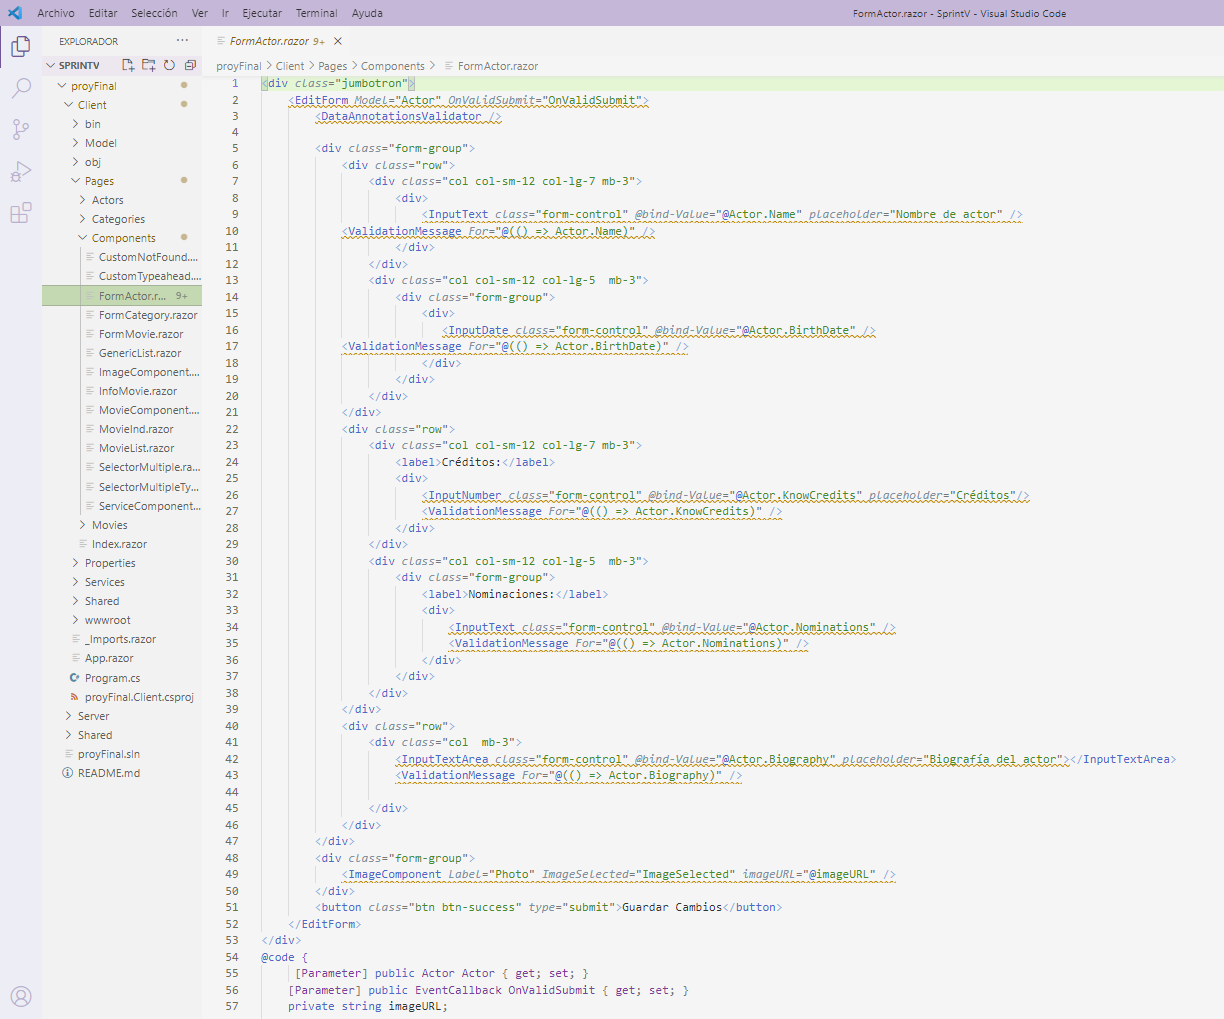 Archivo Editar Selección Ver Ir Ejecutar Terminal Ayuda FormActor.razor - SprintV - Visual Studio Code
EXPLORADOR ···
SPRINTV
proyFinal
Client
bin
Model
obj
Pages
Actors
Categories
Components
CustomNotFound....
CustomTypeahead....
FormActor.r... 9+
FormCategory.razor
FormMovie.razor
GenericList.razor
ImageComponent....
InfoMovie.razor
MovieComponent....
MovieInd.razor
MovieList.razor
SelectorMultiple.ra...
SelectorMultipleTy...
ServiceComponent...
Movies
Index.razor
Properties
Services
Shared
wwwroot
_Imports.razor
App.razor
Program.cs
proyFinal.Client.csproj
Server
Shared
proyFinal.sln
README.md
FormActor.razor 9+ ×
proyFinal > Client > Pages > Components > FormActor.razor
1 <div class="jumbotron">
2 <EditForm Model="Actor" OnValidSubmit="OnValidSubmit">
3 <DataAnnotationsValidator />
4
5 <div class="form-group">
6 <div class="row">
7 <div class="col col-sm-12 col-lg-7 mb-3">
8 <div>
9 <InputText class="form-control" @bind-Value="@Actor.Name" placeholder="Nombre de actor" />
10 <ValidationMessage For="@(() => Actor.Name)" />
11 </div>
12 </div>
13 <div class="col col-sm-12 col-lg-5  mb-3">
14 <div class="form-group">
15 <div>
16 <InputDate class="form-control" @bind-Value="@Actor.BirthDate" />
17 <ValidationMessage For="@(() => Actor.BirthDate)" />
18 </div>
19 </div>
20 </div>
21 </div>
22 <div class="row">
23 <div class="col col-sm-12 col-lg-7 mb-3">
24 <label>Créditos:</label>
25 <div>
26 <InputNumber class="form-control" @bind-Value="@Actor.KnowCredits" placeholder="Créditos"/>
27 <ValidationMessage For="@(() => Actor.KnowCredits)" />
28 </div>
29 </div>
30 <div class="col col-sm-12 col-lg-5  mb-3">
31 <div class="form-group">
32 <label>Nominaciones:</label>
33 <div>
34 <InputText class="form-control" @bind-Value="@Actor.Nominations" />
35 <ValidationMessage For="@(() => Actor.Nominations)" />
36 </div>
37 </div>
38 </div>
39 </div>
40 <div class="row">
41 <div class="col  mb-3">
42 <InputTextArea class="form-control" @bind-Value="@Actor.Biography" placeholder="Biografía del actor"></InputTextArea>
43 <ValidationMessage For="@(() => Actor.Biography)" />
44
45 </div>
46 </div>
47 </div>
48 <div class="form-group">
49 <ImageComponent Label="Photo" ImageSelected="ImageSelected" imageURL="@imageURL" />
50 </div>
51 <button class="btn btn-success" type="submit">Guardar Cambios</button>
52 </EditForm>
53 </div>
54 @code {
55 [Parameter] public Actor Actor { get; set; }
56 [Parameter] public EventCallback OnValidSubmit { get; set; }
57 private string imageURL;